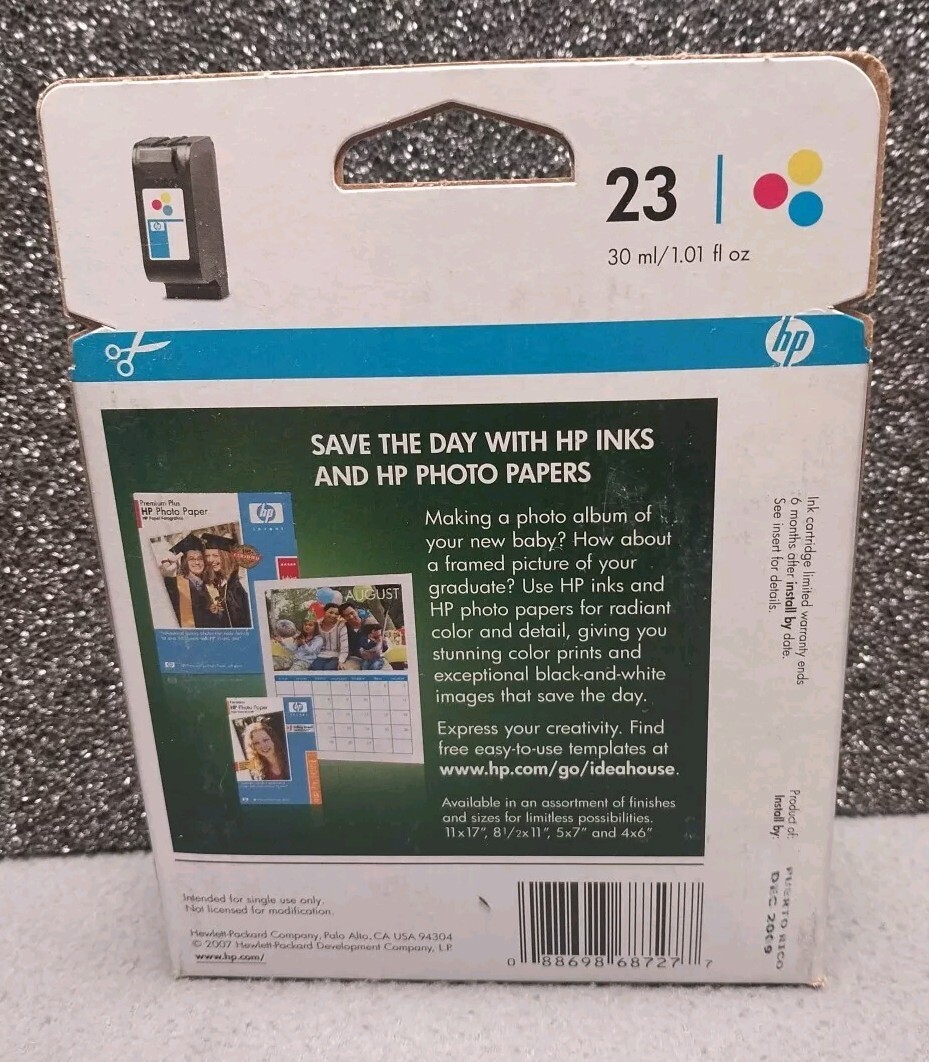 23
30 ml/1.01 fl oz
hp
SAVE THE DAY WITH HP INKS
AND HP PHOTO PAPERS
Premium Plus
HP Photo Paper
hp
invent
AUGUST
HP Photo Paper
hp
Making a photo album of
your new baby? How about
a framed picture of your
graduate? Use HP inks and
HP photo papers for radiant
color and detail, giving you
stunning color prints and
exceptional black-and-white
images that save the day.
Express your creativity. Find
free easy-to-use templates at
www.hp.com/go/ideahouse.
Available in an assortment of finishes
and sizes for limitless possibilities.
11x17", 8 1/2x11", 5x7" and 4x6"
Ink cartridge limited warranty ends
6 months after install by date.
See insert for details.
Product of: PUERTO RICO
Install by: DEC 2009
Intended for single use only.
Not licensed for modification.
Hewlett-Packard Company, Palo Alto, CA USA 94304
© 2007 Hewlett-Packard Development Company, L.P.
www.hp.com/
0 88698 68727 7